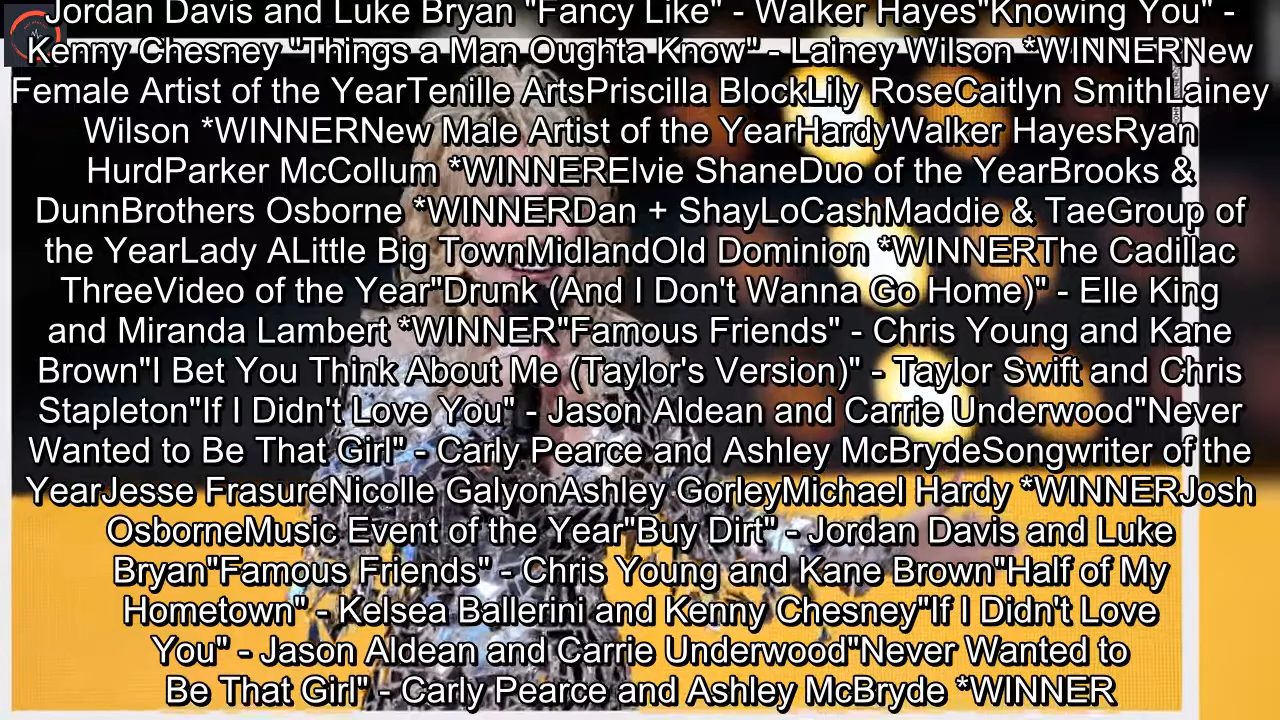 Jordan Davis and Luke Bryan "Fancy Like" - Walker Hayes"Knowing You" -
Kenny Chesney "Things a Man Oughta Know" - Lainey Wilson *WINNERNew
Female Artist of the YearTenille ArtsPriscilla BlockLily RoseCaitlyn SmithLainey
Wilson *WINNERNew Male Artist of the YearHardyWalker HayesRyan
HurdParker McCollum *WINNERElvie ShaneDuo of the YearBrooks &
DunnBrothers Osborne *WINNERDan + ShayLoCashMaddie & TaeGroup of
the YearLady ALittle Big TownMidlandOld Dominion *WINNERThe Cadillac
ThreeVideo of the Year"Drunk (And I Don't Wanna Go Home)" - Elle King
and Miranda Lambert *WINNER"Famous Friends" - Chris Young and Kane
Brown"I Bet You Think About Me (Taylor's Version)" - Taylor Swift and Chris
Stapleton"If I Didn't Love You" - Jason Aldean and Carrie Underwood"Never
Wanted to Be That Girl" - Carly Pearce and Ashley McBrydeSongwriter of the
YearJesse FrasureNicolle GalyonAshley GorleyMichael Hardy *WINNERJosh
OsborneMusic Event of the Year"Buy Dirt" - Jordan Davis and Luke
Bryan"Famous Friends" - Chris Young and Kane Brown"Half of My
Hometown" - Kelsea Ballerini and Kenny Chesney"If I Didn't Love
You" - Jason Aldean and Carrie Underwood"Never Wanted to
Be That Girl" - Carly Pearce and Ashley McBryde *WINNER